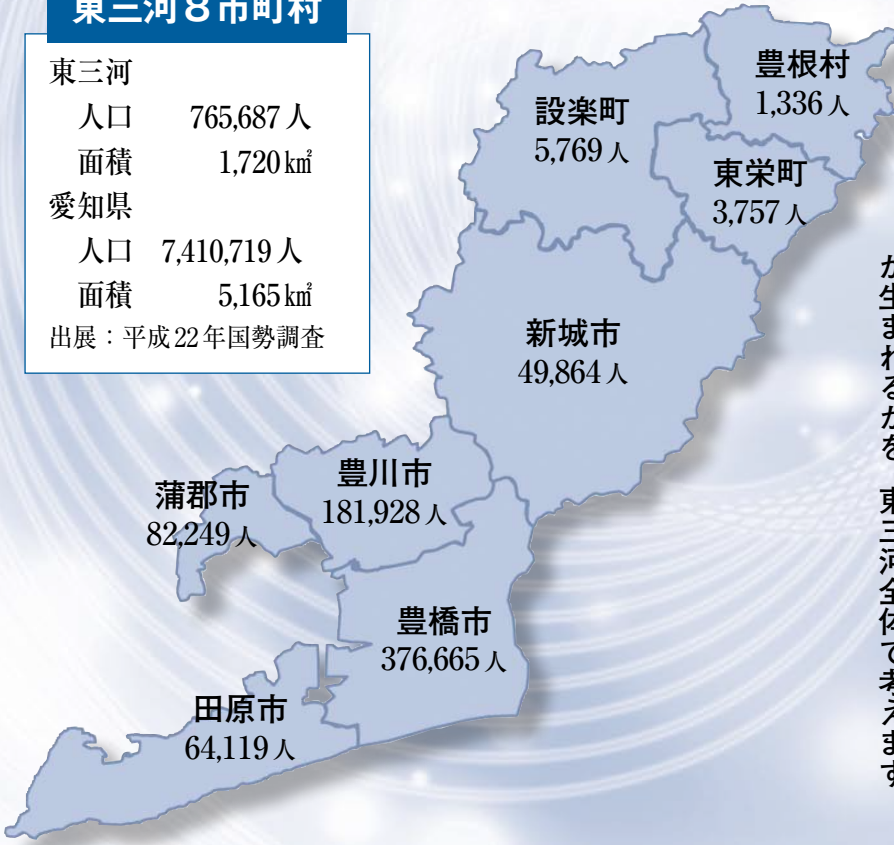 東三河8市町村
東三河
人口 765,687人
面積 1,720㎢
愛知県
人口 7,410,719人
面積 5,165㎢
出展：平成22年国勢調査
豊根村
1,336人
設楽町
5,769人
東栄町
3,757人
新城市
49,864人
豊川市
181,928人
蒲郡市
82,249人
豊橋市
376,665人
田原市
64,119人
が生まれるかを、東三河全体で考えます